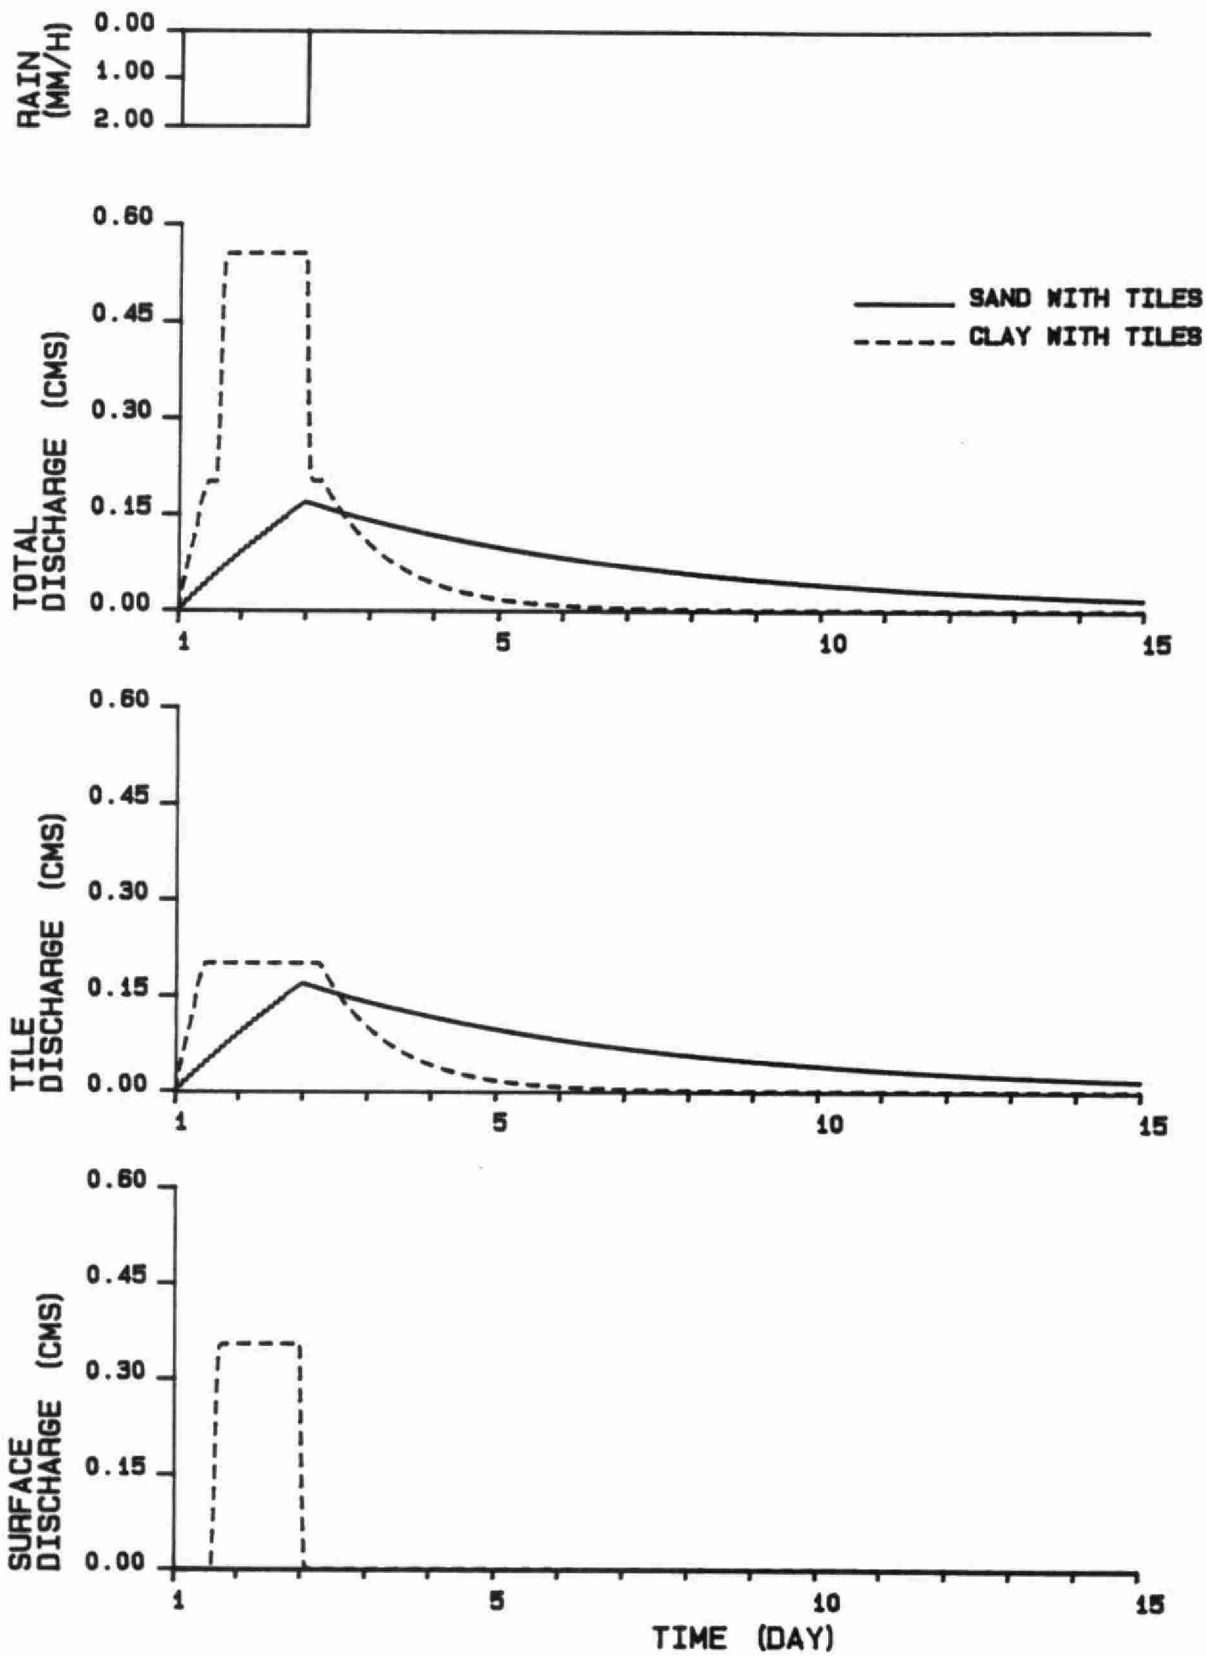 RAIN
(MM/H)
0.00
1.00
2.00
TOTAL
DISCHARGE (CMS)
0.60
0.45
0.30
0.15
0.00
SAND WITH TILES
CLAY WITH TILES
1 5 10 15
TILE
DISCHARGE (CMS)
0.60
0.45
0.30
0.15
0.00
1 5 10 15
SURFACE
DISCHARGE (CMS)
0.60
0.45
0.30
0.15
0.00
1 5 10 15
TIME (DAY)